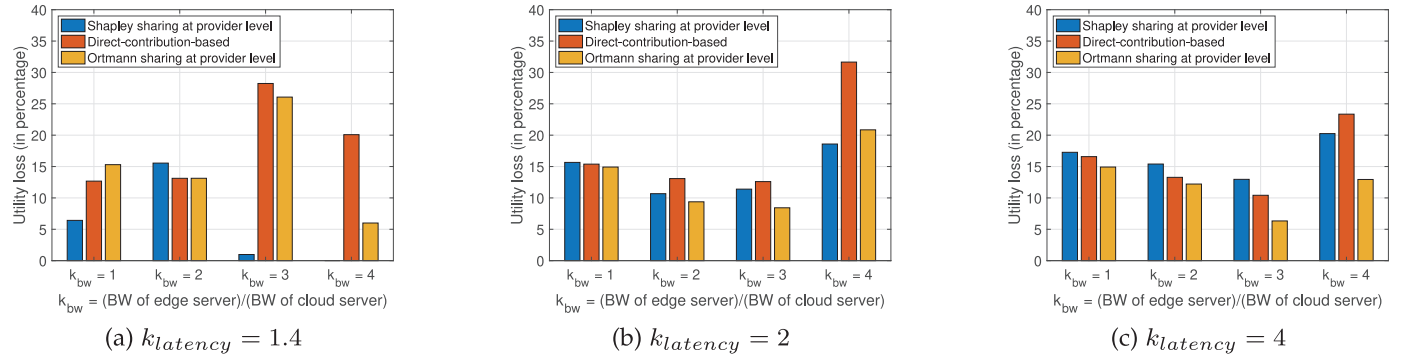 Utility loss (in percentage)
40
35
30
25
20
15
10
5
0
Shapley sharing at provider level
Direct-contribution-based
Ortmann sharing at provider level
k_bw = 1
k_bw = 2
k_bw = 3
k_bw = 4
k_bw = (BW of edge server)/(BW of cloud server)
(a) k_latency = 1.4
Utility loss (in percentage)
40
35
30
25
20
15
10
5
0
Shapley sharing at provider level
Direct-contribution-based
Ortmann sharing at provider level
k_bw = 1
k_bw = 2
k_bw = 3
k_bw = 4
k_bw = (BW of edge server)/(BW of cloud server)
(b) k_latency = 2
Utility loss (in percentage)
40
35
30
25
20
15
10
5
0
Shapley sharing at provider level
Direct-contribution-based
Ortmann sharing at provider level
k_bw = 1
k_bw = 2
k_bw = 3
k_bw = 4
k_bw = (BW of edge server)/(BW of cloud server)
(c) k_latency = 4